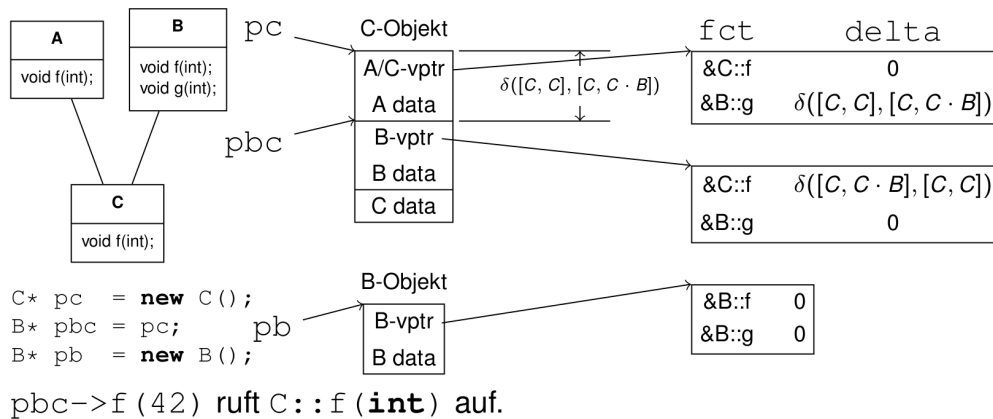 A
void f(int);
B
void f(int);
void g(int);
C
void f(int);
pc
pbc
C-Objekt
A/C-vptr
A data
B-vptr
B data
C data
δ([C, C], [C, C · B])
fct delta
&C::f 0
&B::g δ([C, C], [C, C · B])
&C::f δ([C, C · B], [C, C])
&B::g 0
C* pc = new C();
B* pbc = pc;
B* pb = new B();
pb
B-Objekt
B-vptr
B data
&B::f 0
&B::g 0
pbc->f(42) ruft C::f(int) auf.